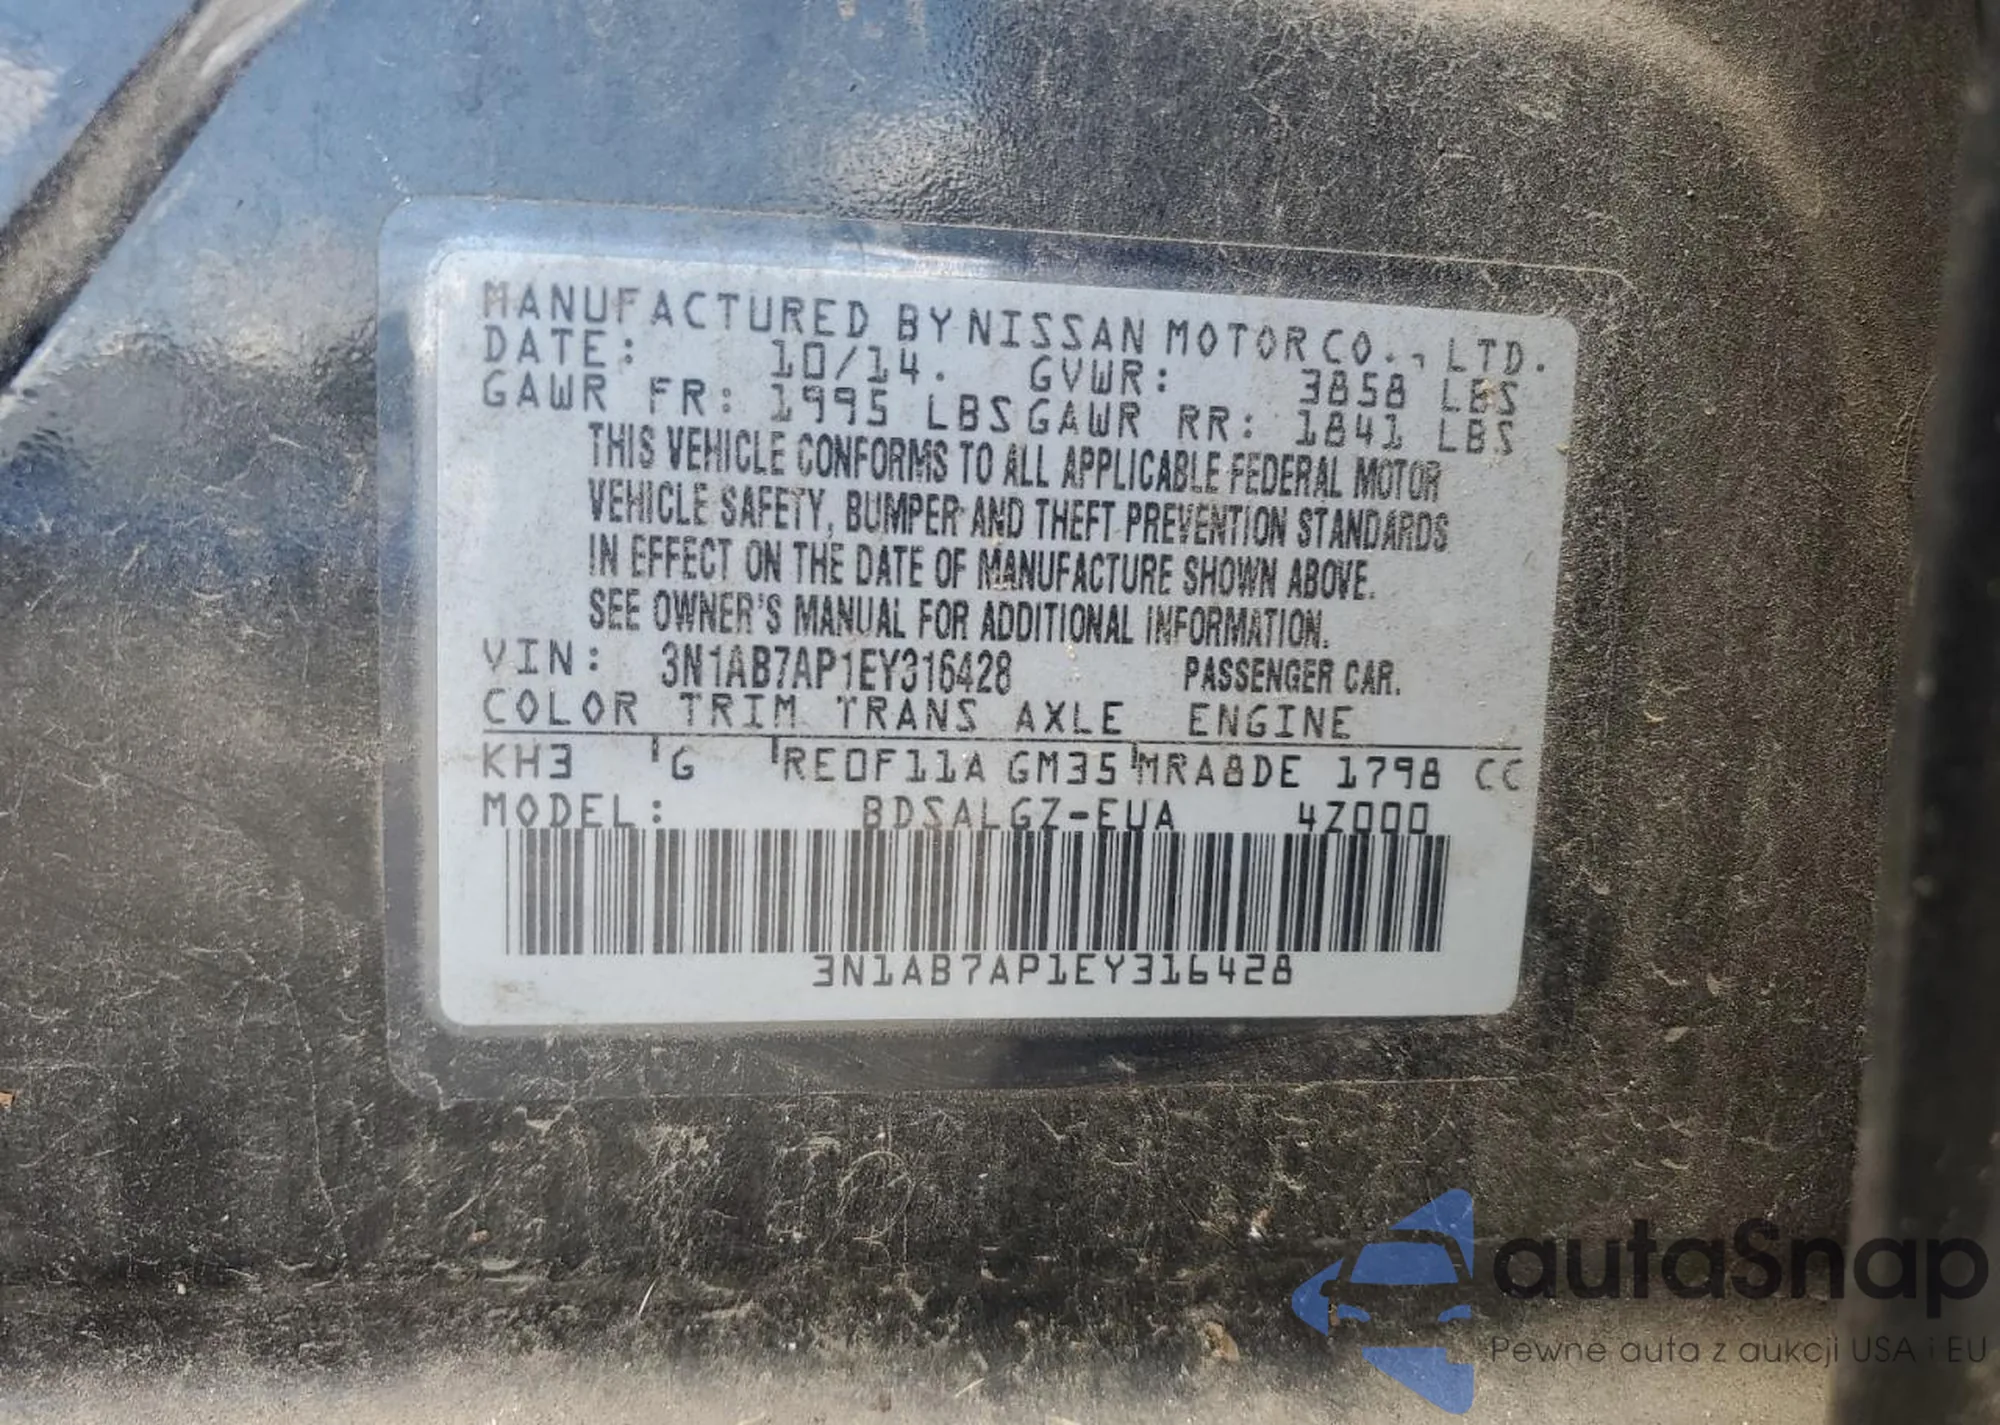 MANUFACTURED BY NISSAN MOTOR CO., LTD.
DATE: 10/14. GVWR: 3858 LBS
GAWR FR: 1995 LBS GAWR RR: 1841 LBS
THIS VEHICLE CONFORMS TO ALL APPLICABLE FEDERAL MOTOR
VEHICLE SAFETY, BUMPER AND THEFT PREVENTION STANDARDS
IN EFFECT ON THE DATE OF MANUFACTURE SHOWN ABOVE.
SEE OWNER'S MANUAL FOR ADDITIONAL INFORMATION.
VIN: 3N1AB7AP1EY316428 PASSENGER CAR.
COLOR TRIM TRANS AXLE ENGINE
KH3 G RE0F11A GM35 MRA8DE 1798 CC
MODEL: BDSALGZ-EUA 4Z000
3N1AB7AP1EY316428
autaSnap
Pewne auta z aukcji USA i EU